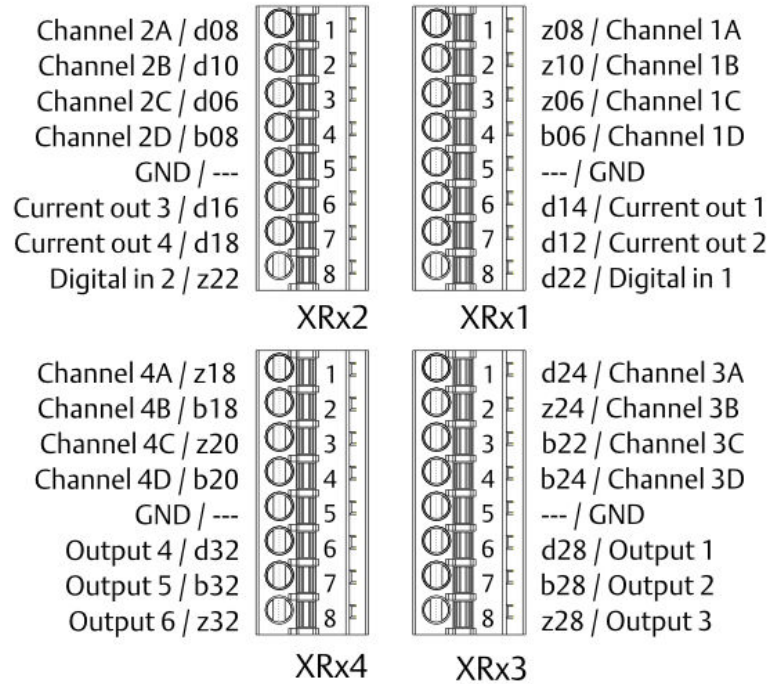 Channel 2A / d08
Channel 2B / d10
Channel 2C / d06
Channel 2D / b08
GND / ---
Current out 3 / d16
Current out 4 / d18
Digital in 2 / z22
1
2
3
4
5
6
7
8
XRx2
1
2
3
4
5
6
7
8
z08 / Channel 1A
z10 / Channel 1B
z06 / Channel 1C
b06 / Channel 1D
--- / GND
d14 / Current out 1
d12 / Current out 2
d22 / Digital in 1
XRx1
Channel 4A / z18
Channel 4B / b18
Channel 4C / z20
Channel 4D / b20
GND / ---
Output 4 / d32
Output 5 / b32
Output 6 / z32
1
2
3
4
5
6
7
8
XRx4
1
2
3
4
5
6
7
8
d24 / Channel 3A
z24 / Channel 3B
b22 / Channel 3C
b24 / Channel 3D
--- / GND
d28 / Output 1
b28 / Output 2
z28 / Output 3
XRx3